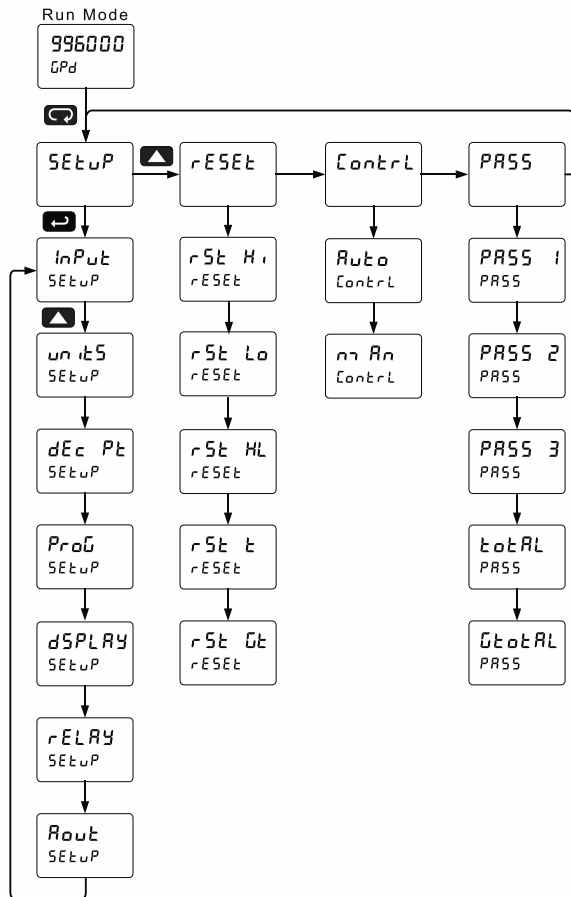 Run Mode
996000
GPd
SEtuP
rESEt
ContrL
PASS
InPut
SEtuP
rSt Hi
rESEt
Auto
ContrL
PASS 1
PASS
unitS
SEtuP
rSt Lo
rESEt
mAn
ContrL
PASS 2
PASS
dEc Pt
SEtuP
rSt HL
rESEt
PASS 3
PASS
ProG
SEtuP
rSt t
rESEt
totAL
PASS
dSPLAY
SEtuP
rSt Gt
rESEt
GtotAL
PASS
rELAY
SEtuP
Aout
SEtuP